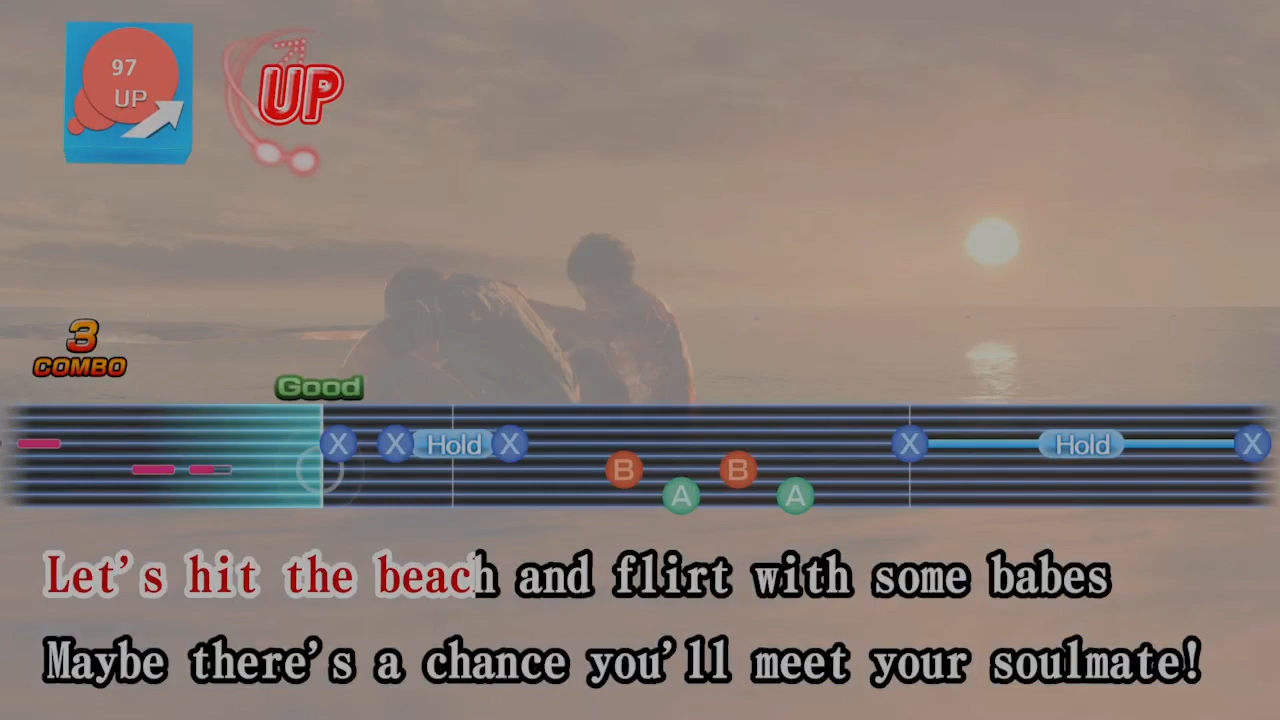 97
UP
UP
3
COMBO
Good
X X Hold X B A B A X Hold X
Let's hit the beach and flirt with some babes
Maybe there's a chance you'll meet your soulmate!